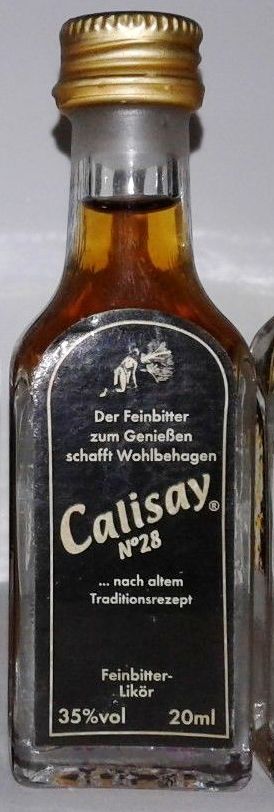 Der Feinbitter
zum Genießen
schafft Wohlbehagen
Calisay®
Nº28
... nach altem
Traditionsrezept
Feinbitter-
Likör
35%vol 20ml